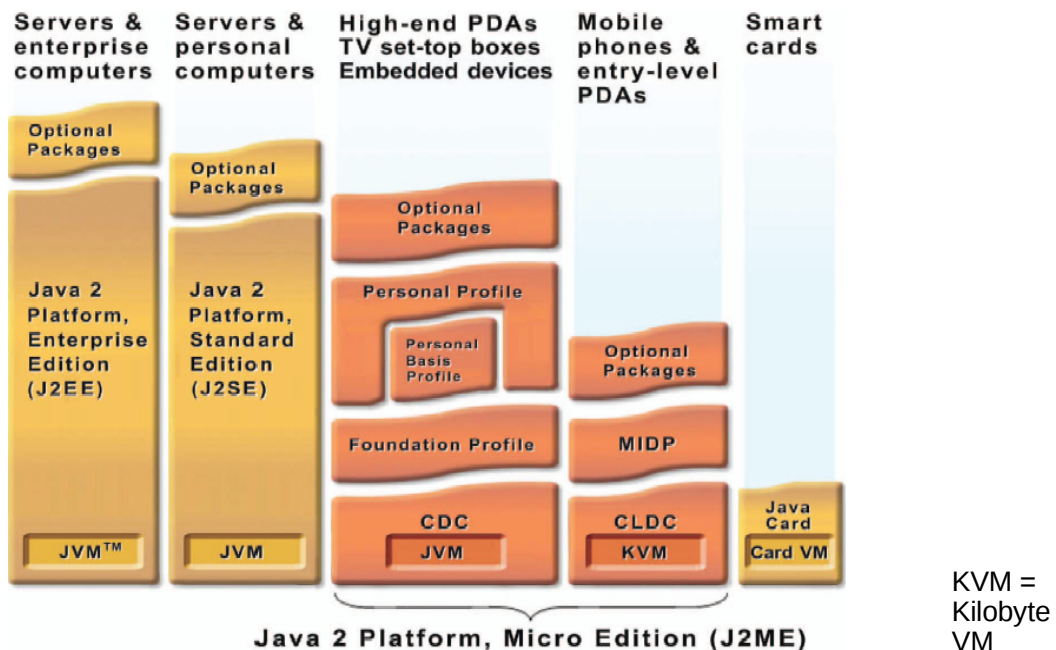 Servers &
enterprise
computers
Servers &
personal
computers
High-end PDAs
TV set-top boxes
Embedded devices
Mobile
phones &
entry-level
PDAs
Smart
cards
Optional
Packages
Java 2
Platform,
Enterprise
Edition
(J2EE)
JVM™
Optional
Packages
Java 2
Platform,
Standard
Edition
(J2SE)
JVM
Optional
Packages
Personal Profile
Personal
Basis
Profile
Foundation Profile
CDC
JVM
Optional
Packages
MIDP
CLDC
KVM
Java
Card
Card VM
Java 2 Platform, Micro Edition (J2ME)
KVM =
Kilobyte
VM